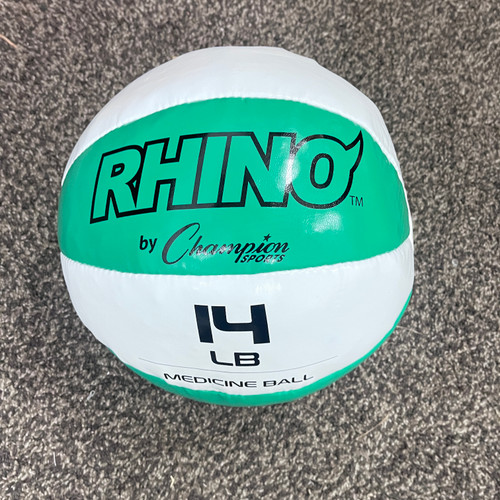 RHINO™
by Champion
SPORTS
14
LB
MEDICINE BALL